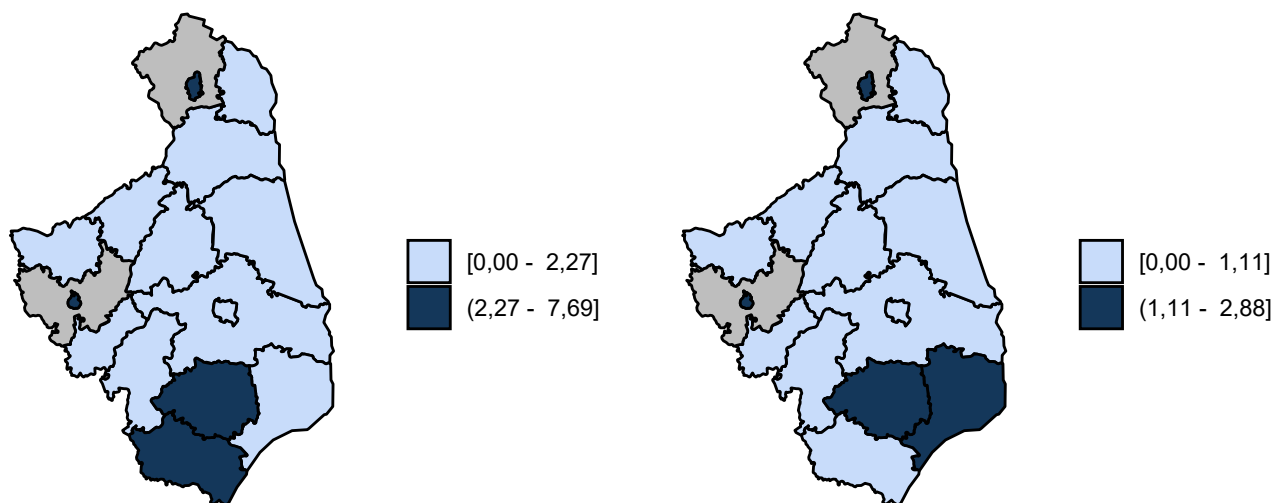 [0,00 - 2,27]
(2,27 - 7,69]
[0,00 - 1,11]
(1,11 - 2,88]